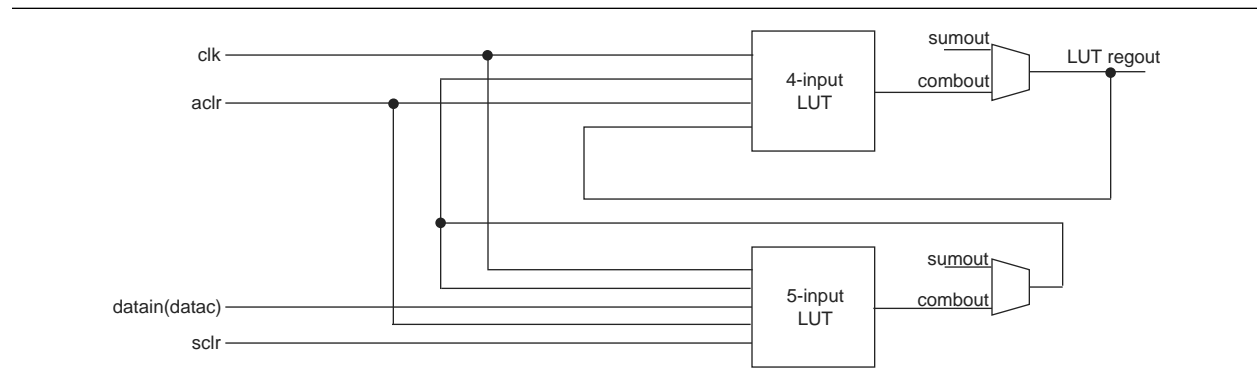 clk
aclr
4-input
LUT
sumout
combout
LUT regout
datain(datac)
sclr
5-input
LUT
sumout
combout